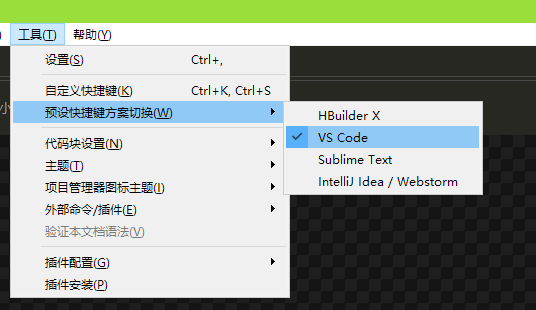 ) 工具(T) 帮助(Y)
设置(S) Ctrl+,
自定义快捷键(K) Ctrl+K, Ctrl+S
预设快捷键方案切换(W)
HBuilder X
VS Code
Sublime Text
IntelliJ Idea / Webstorm
代码块设置(N)
主题(T)
项目管理器图标主题(I)
外部命令/插件(E)
验证本文档语法(V)
插件配置(G)
插件安装(P)
小